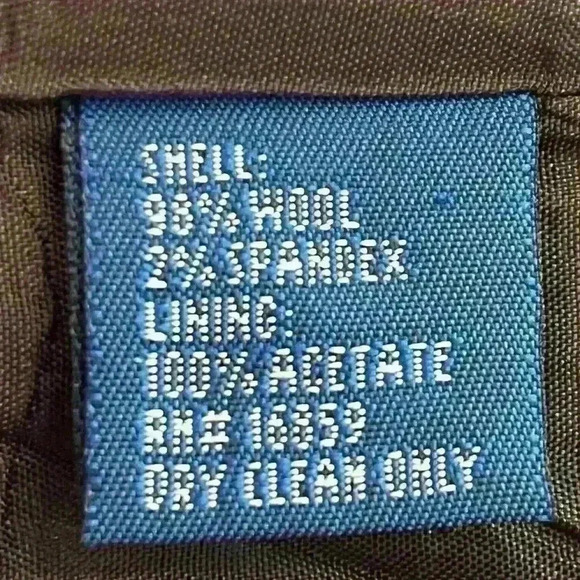 SHELL:
98% WOOL
2% SPANDEX
LINING:
100% ACETATE
RN# 16859
DRY CLEAN ONLY